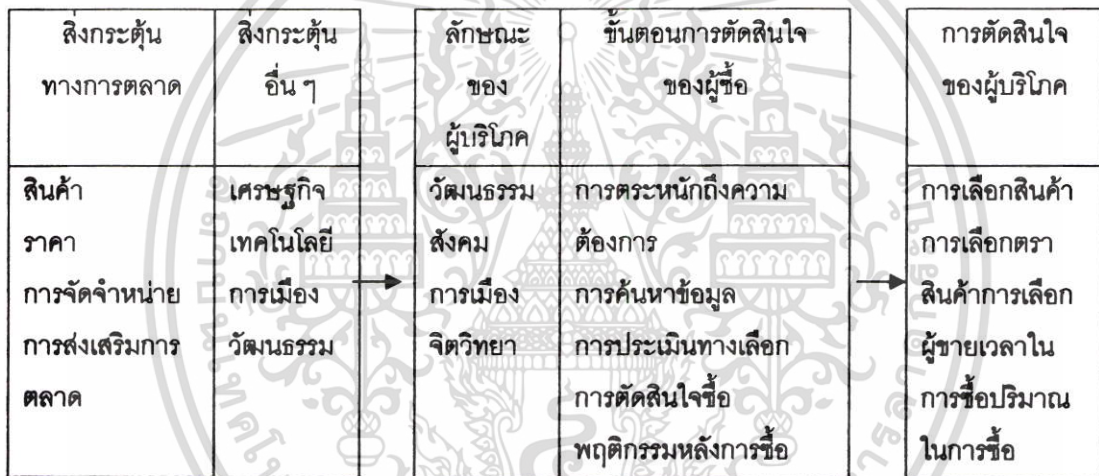 สิ่งกระตุ้น
ทางการตลาด
สิ่งกระตุ้น
อื่น ๆ
ลักษณะ
ของ
ผู้บริโภค
ขั้นตอนการตัดสินใจ
ของผู้ซื้อ
การตัดสินใจ
ของผู้บริโภค
สินค้า
ราคา
การจัดจำหน่าย
การส่งเสริมการ
ตลาด
เศรษฐกิจ
เทคโนโลยี
การเมือง
วัฒนธรรม
วัฒนธรรม
สังคม
การเมือง
จิตวิทยา
การตระหนักถึงความ
ต้องการ
การค้นหาข้อมูล
การประเมินทางเลือก
การตัดสินใจซื้อ
พฤติกรรมหลังการซื้อ
การเลือกสินค้า
การเลือกตรา
สินค้าการเลือก
ผู้ขายเวลาใน
การซื้อปริมาณ
ในการซื้อ